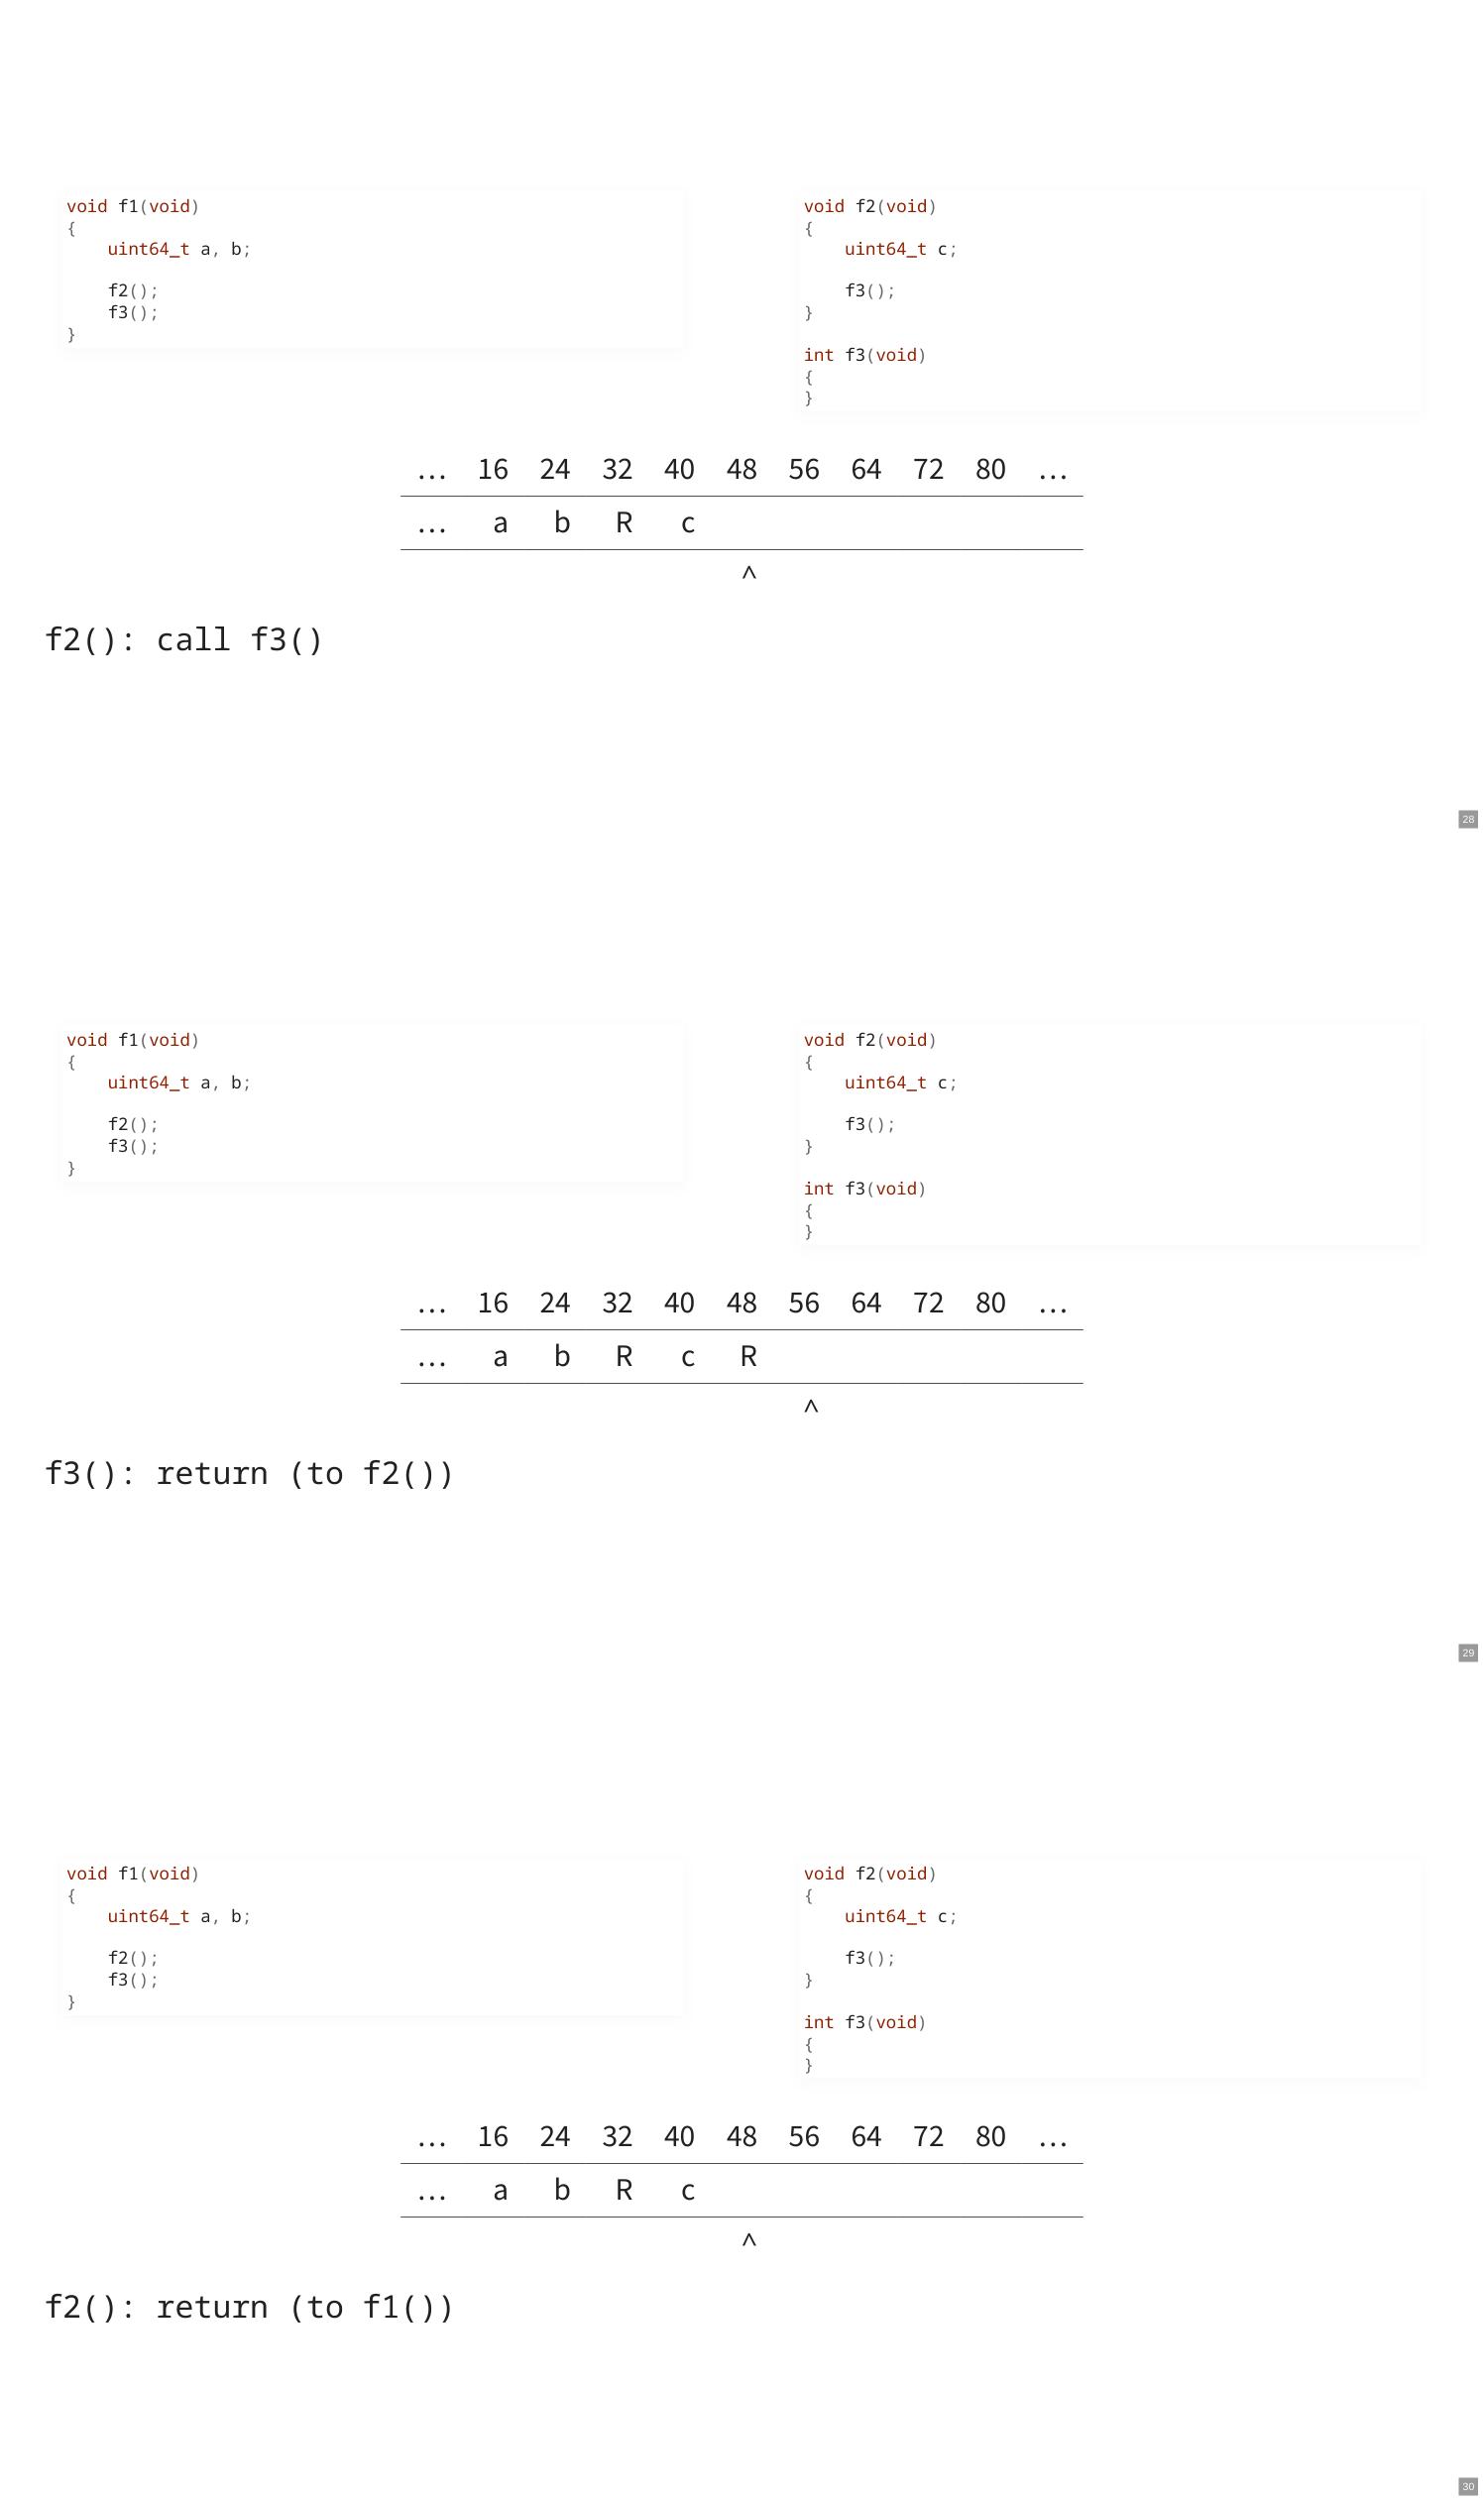 void f1(void)
{
    uint64_t a, b;
    f2();
    f3();
}
void f2(void)
{
    uint64_t c;
    f3();
}
int f3(void)
{
}
... 16 24 32 40 48 56 64 72 80 ...
... a b R c
^
f2(): call f3()
28
void f1(void)
{
    uint64_t a, b;
    f2();
    f3();
}
void f2(void)
{
    uint64_t c;
    f3();
}
int f3(void)
{
}
... 16 24 32 40 48 56 64 72 80 ...
... a b R c R
^
f3(): return (to f2())
29
void f1(void)
{
    uint64_t a, b;
    f2();
    f3();
}
void f2(void)
{
    uint64_t c;
    f3();
}
int f3(void)
{
}
... 16 24 32 40 48 56 64 72 80 ...
... a b R c
^
f2(): return (to f1())
30